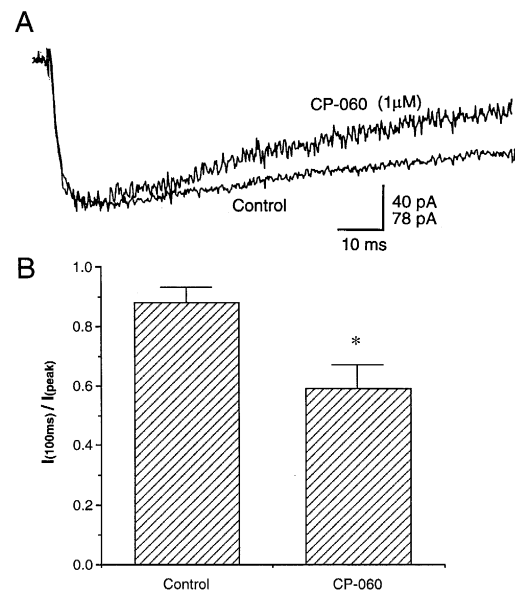 A
CP-060 (1μM)
Control
40 pA
78 pA
10 ms
B
I(100ms) / I(peak)
1.0
0.8
0.6
0.4
0.2
0.0
*
Control
CP-060